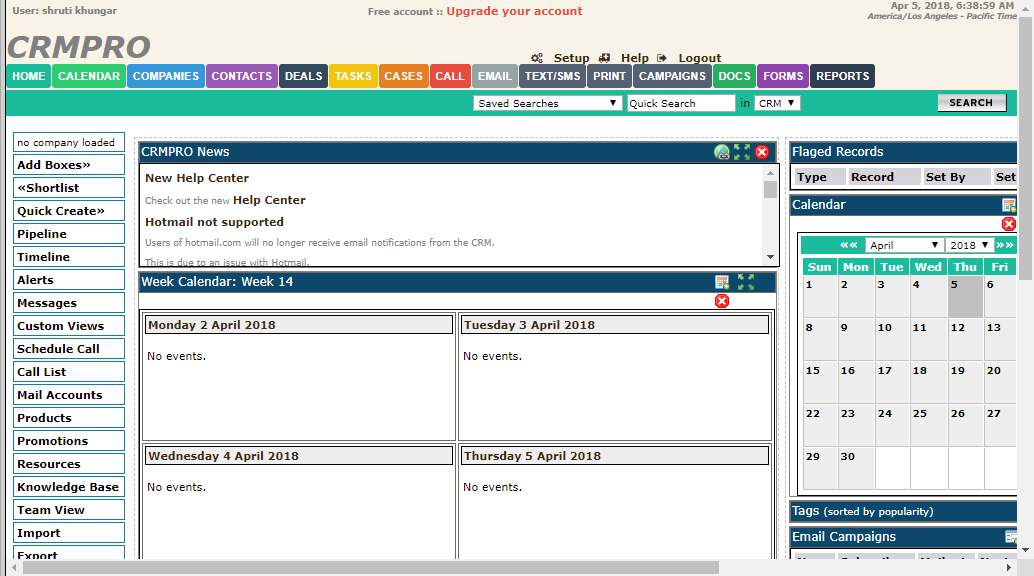 User: shruti khungar
Free account :: Upgrade your account
Apr 5, 2018, 6:38:59 AM
America/Los Angeles - Pacific Time
CRMPRO
Setup Help Logout
HOME CALENDAR COMPANIES CONTACTS DEALS TASKS CASES CALL EMAIL TEXT/SMS PRINT CAMPAIGNS DOCS FORMS REPORTS
Saved Searches Quick Search in CRM SEARCH
no company loaded
Add Boxes»
«Shortlist
Quick Create»
Pipeline
Timeline
Alerts
Messages
Custom Views
Schedule Call
Call List
Mail Accounts
Products
Promotions
Resources
Knowledge Base
Team View
Import
Export
CRMPRO News
New Help Center
Check out the new Help Center
Hotmail not supported
Users of hotmail.com will no longer receive email notifications from the CRM.
This is due to an issue with Hotmail.
Week Calendar: Week 14
Monday 2 April 2018
No events.
Tuesday 3 April 2018
No events.
Wednesday 4 April 2018
No events.
Thursday 5 April 2018
No events.
Flaged Records
Type Record Set By Set
Calendar
«« April 2018 »»
Sun Mon Tue Wed Thu Fri
1 2 3 4 5 6
8 9 10 11 12 13
15 16 17 18 19 20
22 23 24 25 26 27
29 30
Tags (sorted by popularity)
Email Campaigns